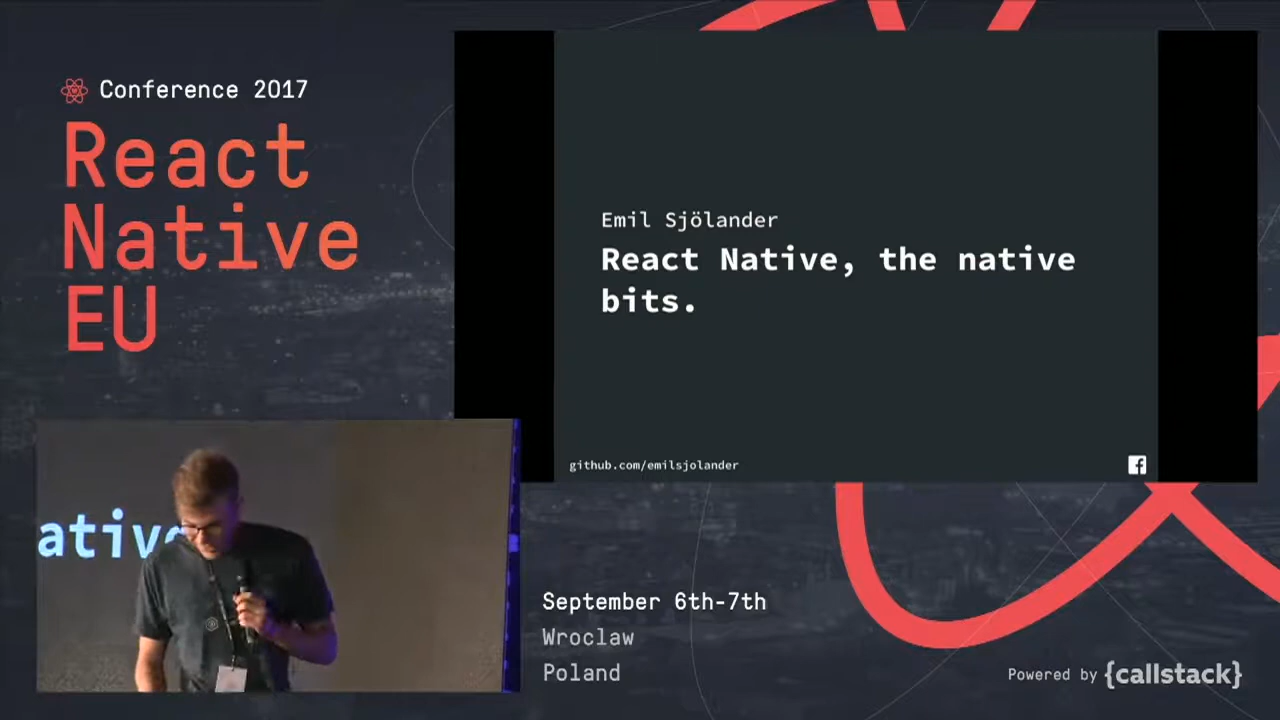 Conference 2017
React
Native
EU
Emil Sjölander
React Native, the native
bits.
github.com/emilsjolander
ative
September 6th-7th
Wroclaw
Poland
Powered by {callstack}